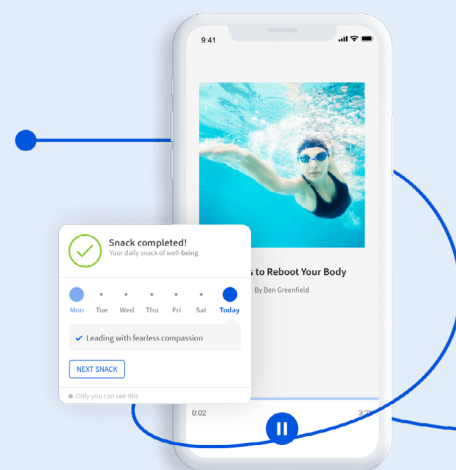 9:41
s to Reboot Your Body
By Ben Greenfield
Snack completed!
Your daily snack of well-being
Mon Tue Wed Thu Fri Sat Today
Leading with fearless compassion
NEXT SNACK
Only you can see this
0:02